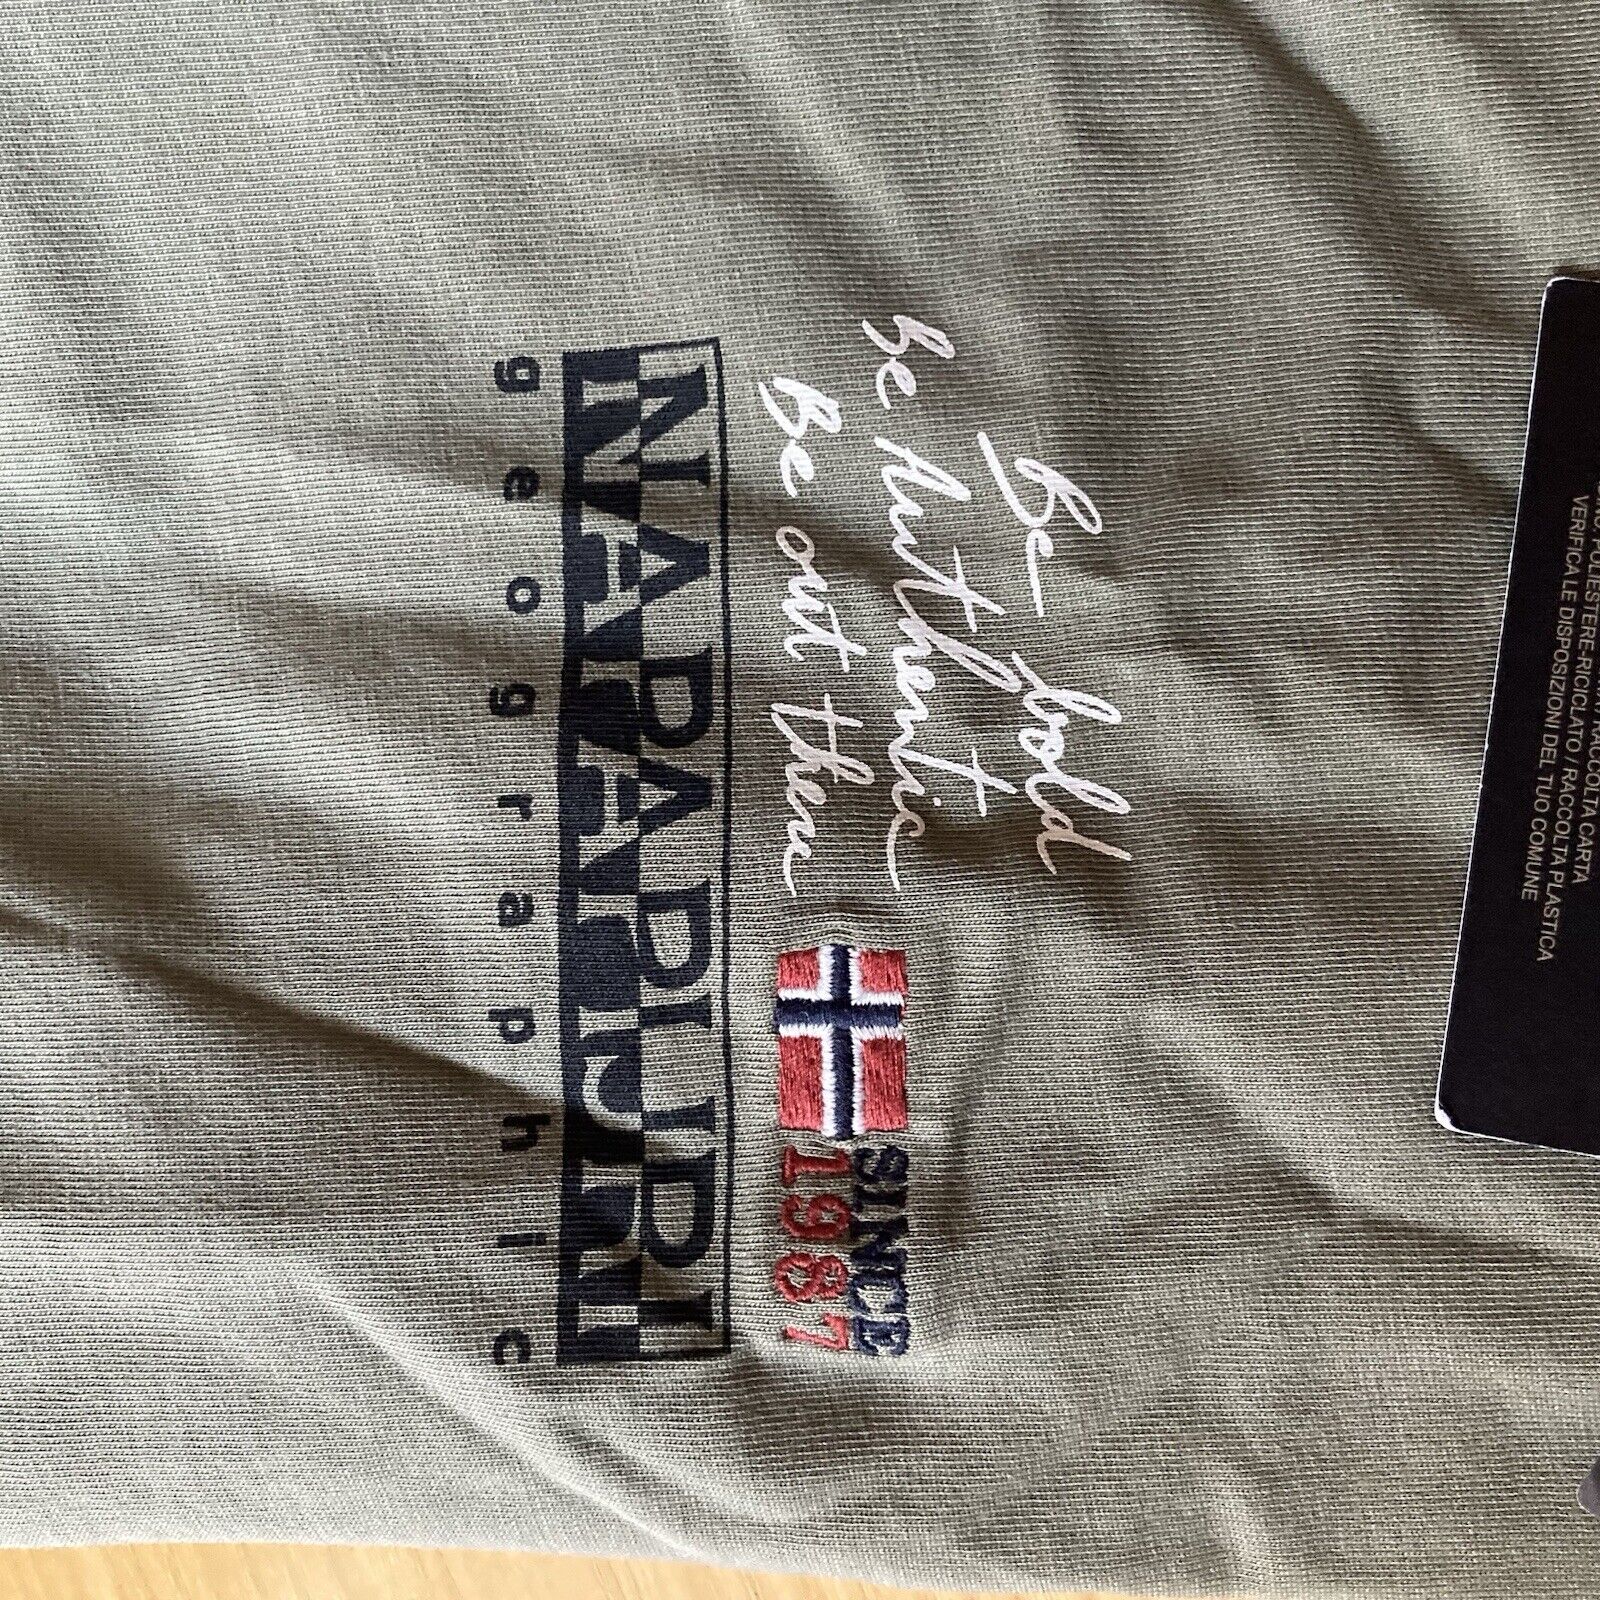 Be bold
Be Authentic
Be out there
SINCE
1987
NAPAPIJRI
geographic
RACCOLTA CARTA
POLIESTERE-RICICLATO / RACCOLTA PLASTICA
VERIFICA LE DISPOSIZIONI DEL TUO COMUNE